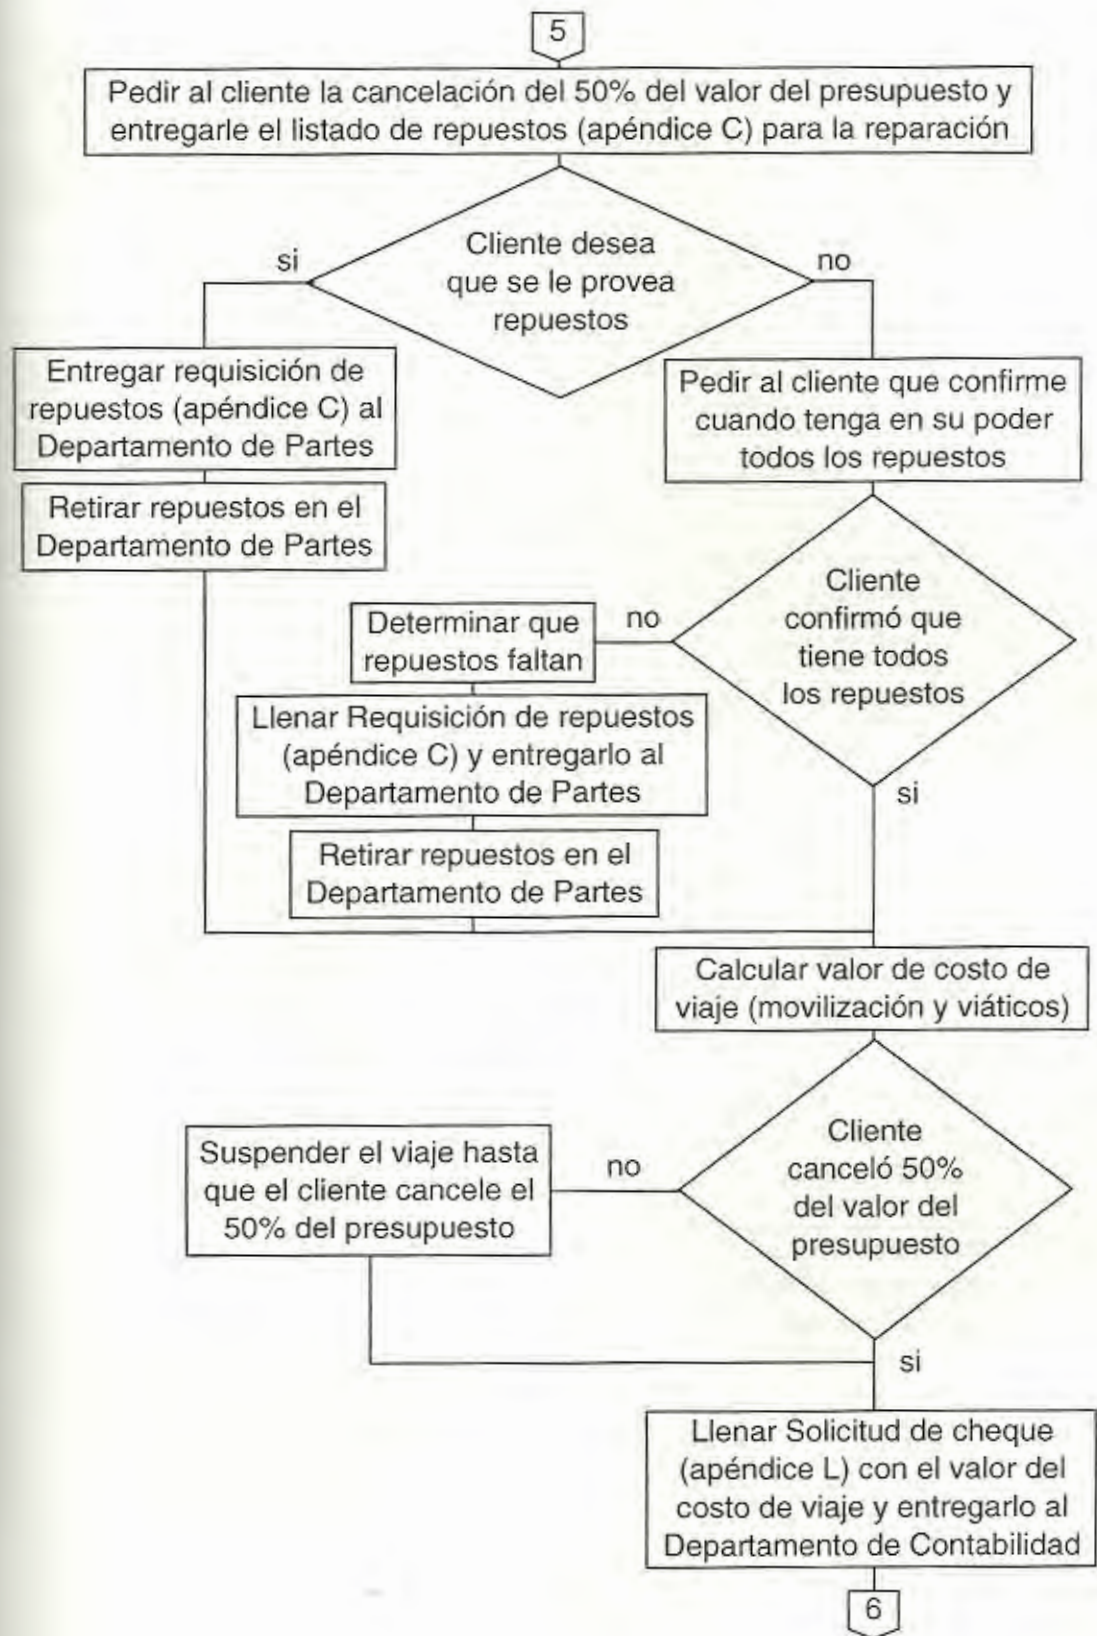 5
Pedir al cliente la cancelación del 50% del valor del presupuesto y
entregarle el listado de repuestos (apéndice C) para la reparación
Cliente desea
que se le provea
repuestos
si
no
Entregar requisición de
repuestos (apéndice C) al
Departamento de Partes
Retirar repuestos en el
Departamento de Partes
Pedir al cliente que confirme
cuando tenga en su poder
todos los repuestos
Cliente
confirmó que
tiene todos
los repuestos
no
si
Determinar que
repuestos faltan
Llenar Requisición de repuestos
(apéndice C) y entregarlo al
Departamento de Partes
Retirar repuestos en el
Departamento de Partes
Calcular valor de costo de
viaje (movilización y viáticos)
Cliente
canceló 50%
del valor del
presupuesto
no
si
Suspender el viaje hasta
que el cliente cancele el
50% del presupuesto
Llenar Solicitud de cheque
(apéndice L) con el valor del
costo de viaje y entregarlo al
Departamento de Contabilidad
6